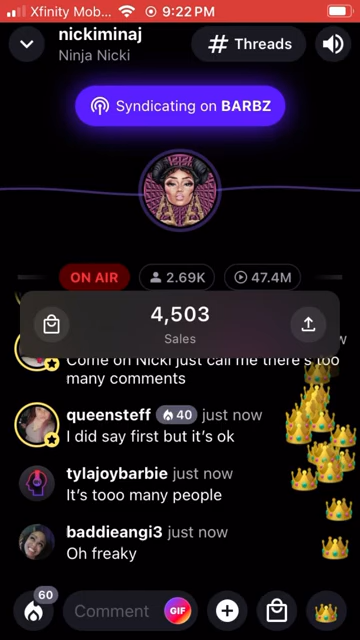 Xfinity Mob... 9:22 PM
nickiminaj
Ninja Nicki
# Threads
Syndicating on BARBZ
ON AIR 2.69K 47.4M
4,503
Sales
Come on Nicki just call me there's too
many comments
queensteff 40 just now
I did say first but it's ok
tylajoybarbie just now
It's tooo many people
baddieangi3 just now
Oh freaky
60
Comment GIF